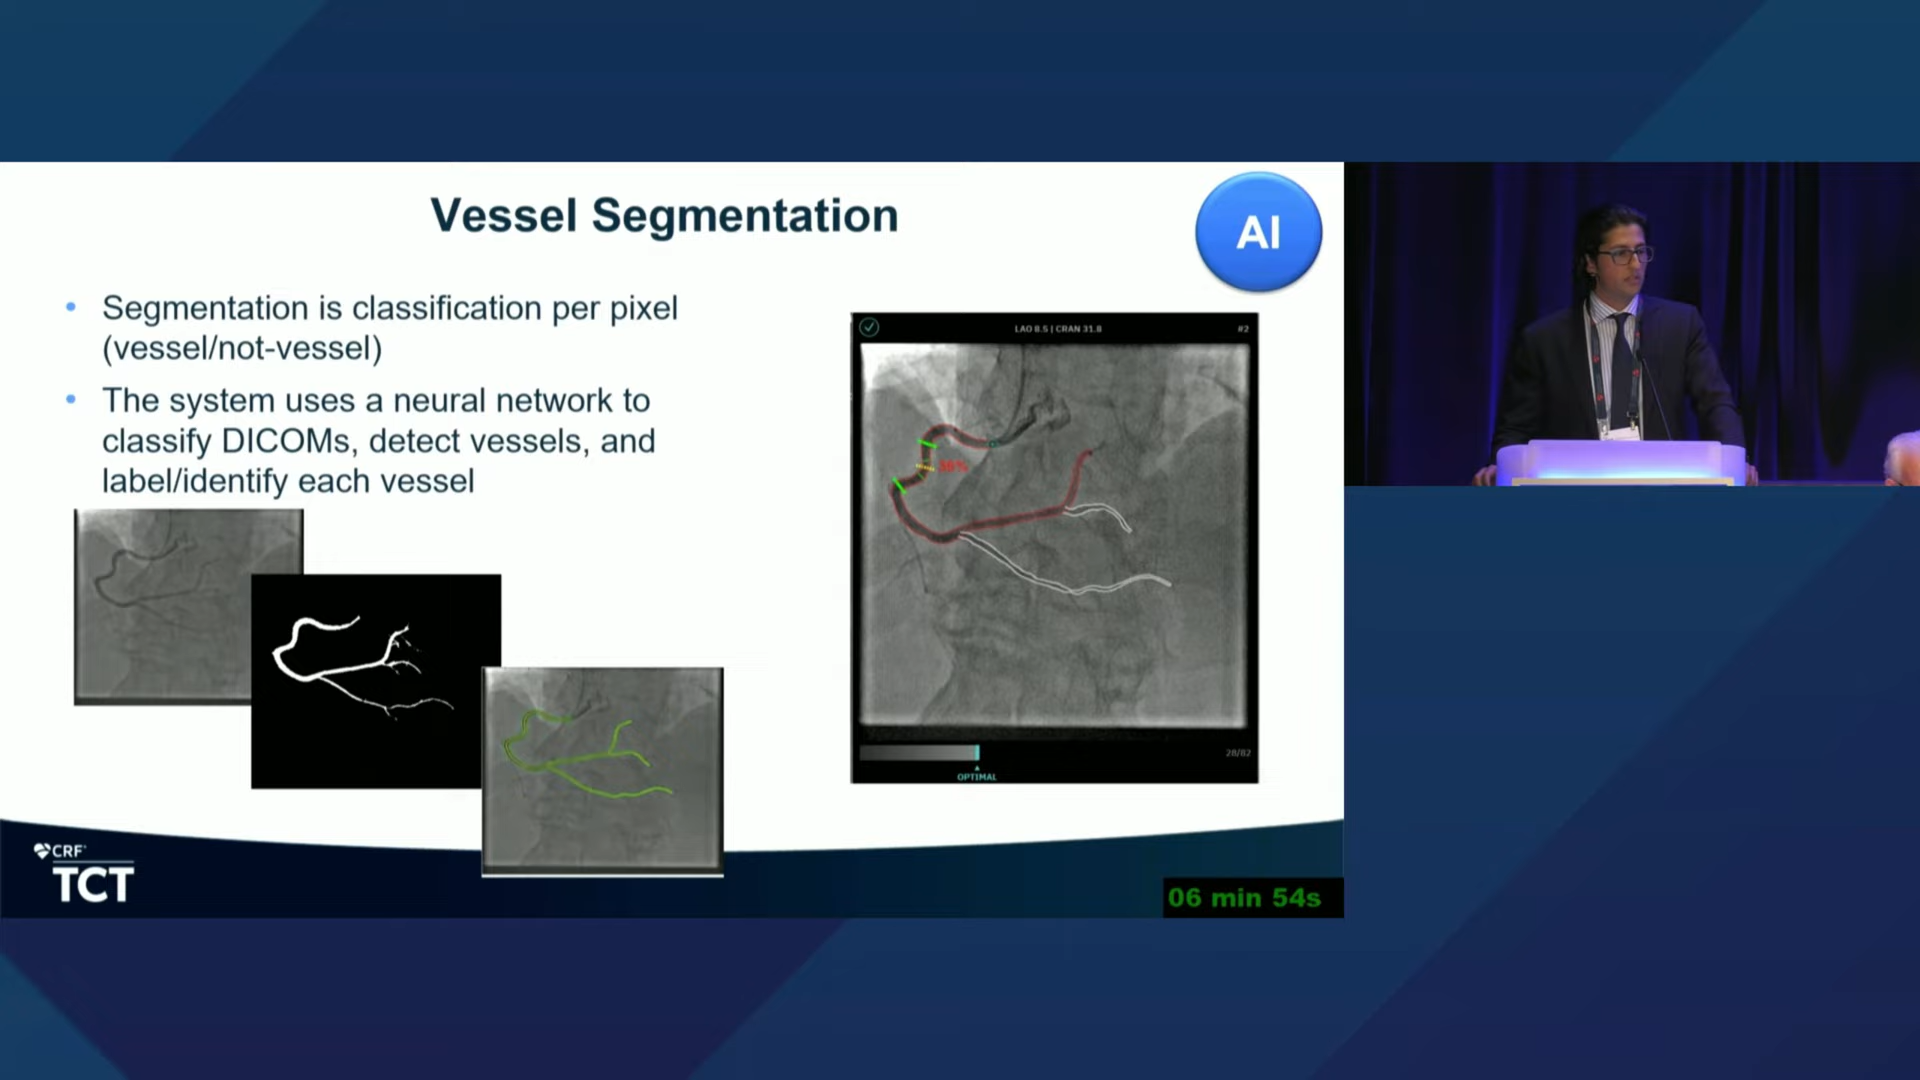 Vessel Segmentation
AI
• Segmentation is classification per pixel
(vessel/not-vessel)
• The system uses a neural network to
classify DICOMs, detect vessels, and
label/identify each vessel
LAO 8.5 | CRAN 31.8
#2
28/82
OPTIMAL
CRF
TCT
06 min 54s